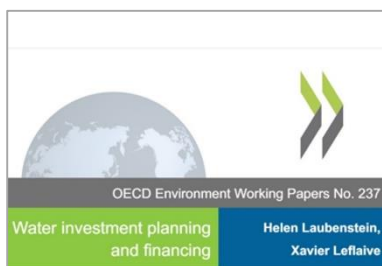 OECD Environment Working Papers No. 237
Water investment planning
and financing
Helen Laubenstein,
Xavier Leflaive